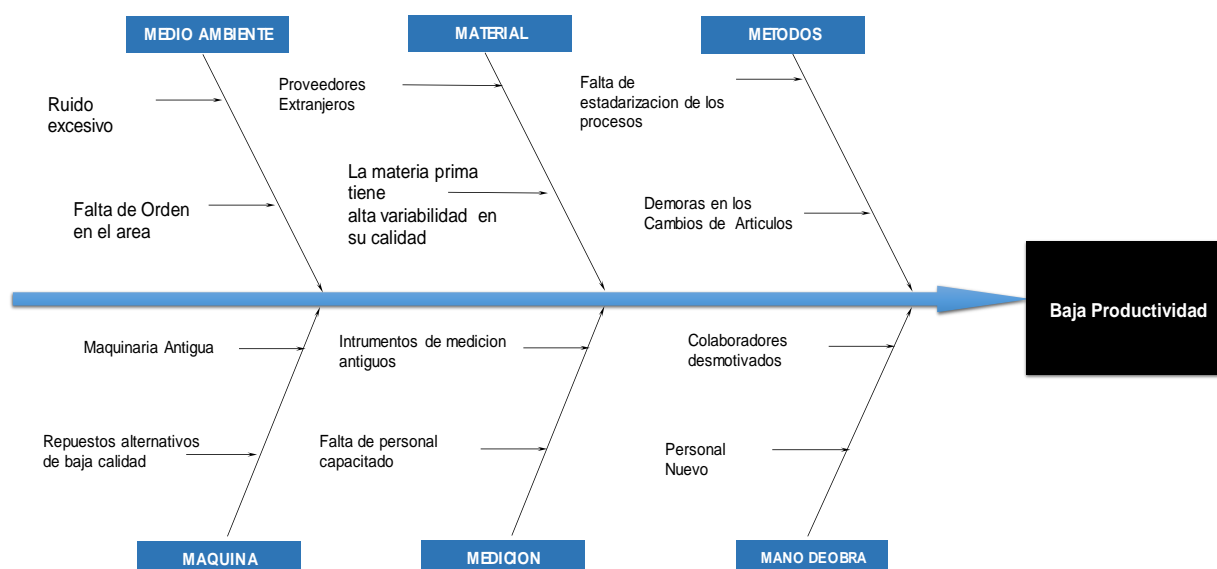 MEDIO AMBIENTE
MATERIAL
METODOS
Ruido
excesivo
Proveedores
Extranjeros
Falta de
estadarizacion de los
procesos
Falta de Orden
en el area
La materia prima
tiene
alta variabilidad en
su calidad
Demoras en los
Cambios de Articulos
Baja Productividad
Maquinaria Antigua
Intrumentos de medicion
antiguos
Colaboradores
desmotivados
Repuestos alternativos
de baja calidad
Falta de personal
capacitado
Personal
Nuevo
MAQUINA
MEDICION
MANO DEOBRA